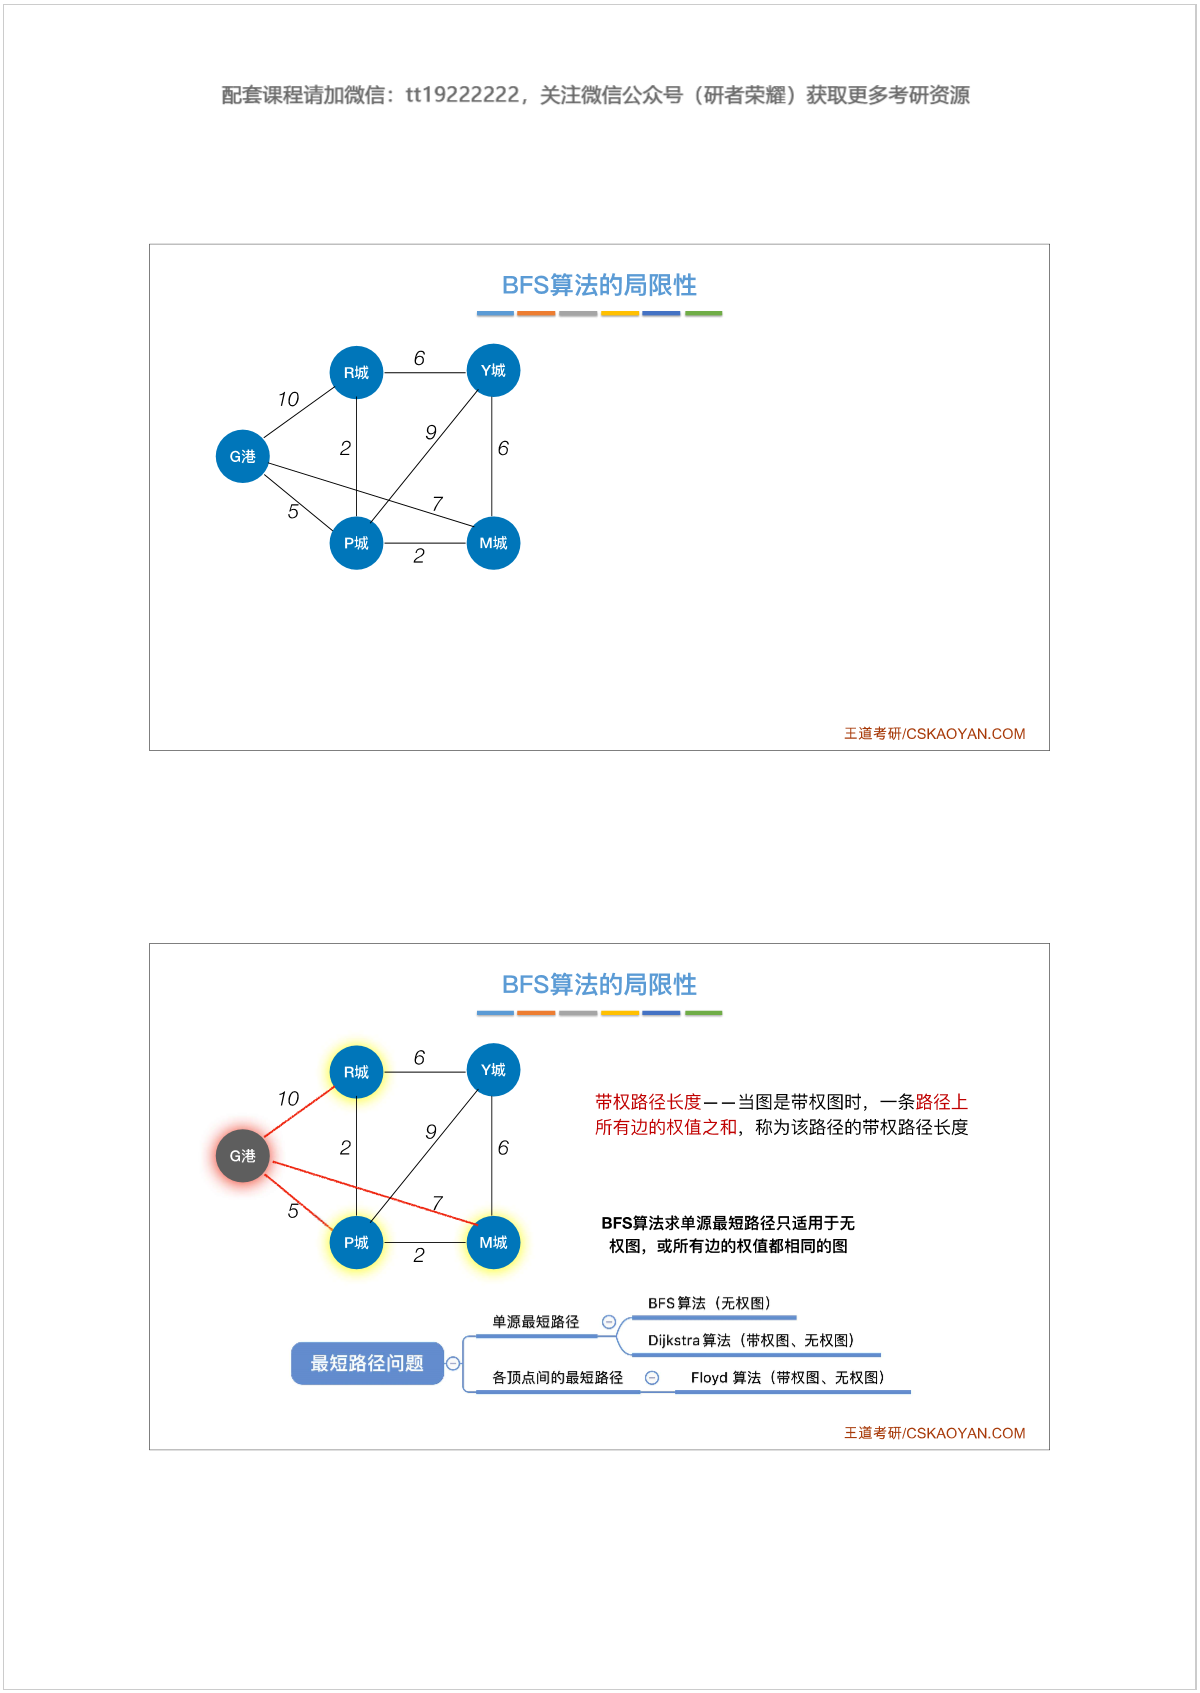 配套课程请加微信：tt19222222，关注微信公众号（研者荣耀）获取更多考研资源
BFS算法的局限性
R城
6
Y城
10
2
9
6
G港
5
7
P城
2
M城
王道考研/CSKAOYAN.COM
BFS算法的局限性
R城
6
Y城
10
2
9
6
G港
5
7
P城
2
M城
带权路径长度——当图是带权图时，一条路径上
所有边的权值之和，称为该路径的带权路径长度
BFS算法求单源最短路径只适用于无
权图，或所有边的权值都相同的图
最短路径问题
单源最短路径
BFS 算法（无权图）
Dijkstra 算法（带权图、无权图）
各顶点间的最短路径
Floyd 算法（带权图、无权图）
王道考研/CSKAOYAN.COM